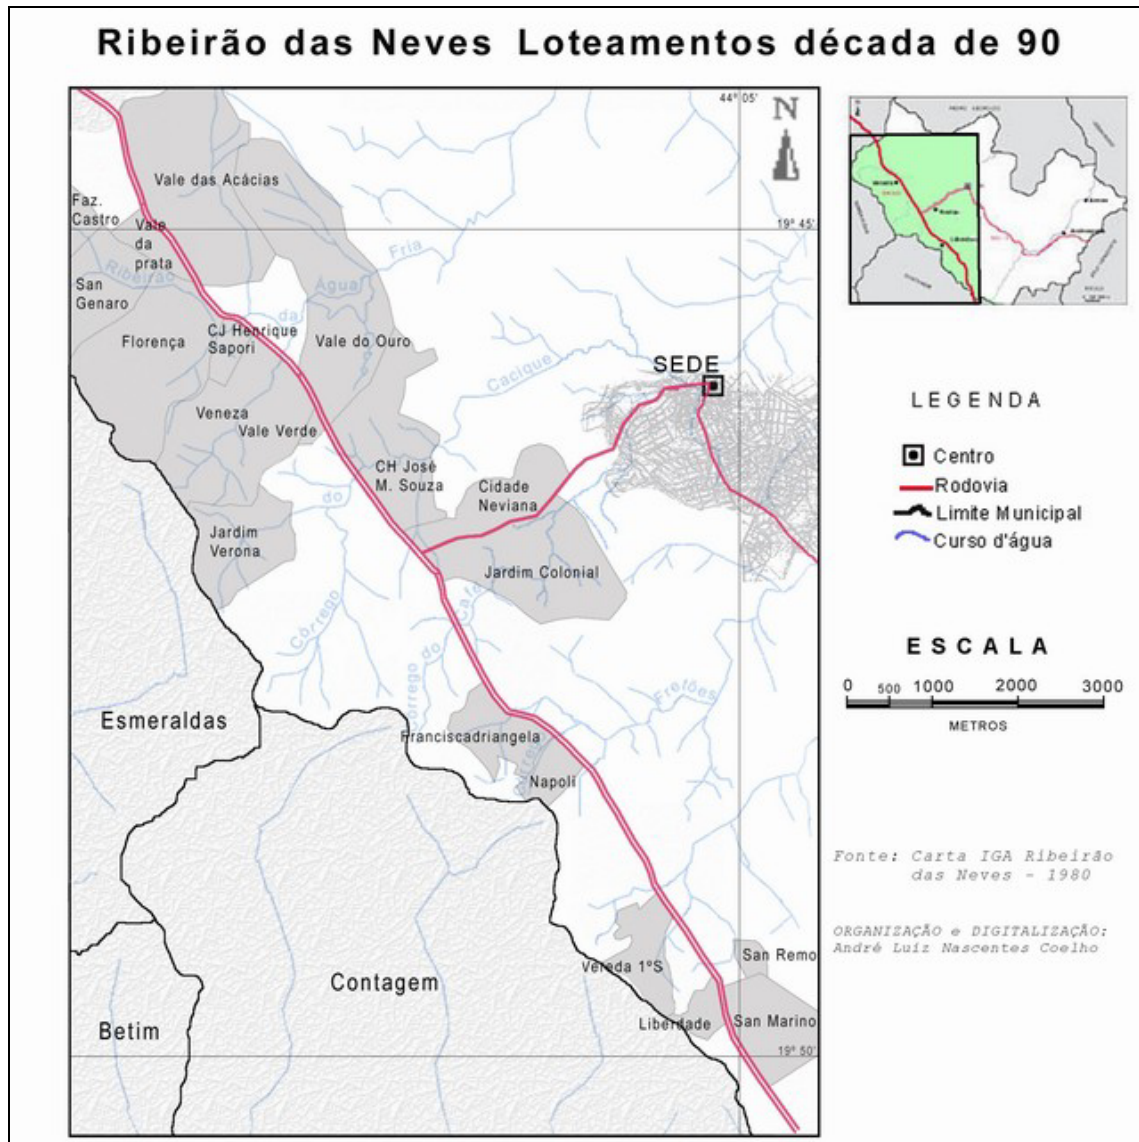 Ribeirão das Neves Loteamentos década de 90
44º 05'
N
Vale das Acácias
Faz.
Castro
19º 45'
Vale
da
prata
Fria
Ribeirão
Água
San
Genaro
da
CJ Henrique
Sapori
Florença
Vale do Ouro
Cacique
SEDE
Veneza
Vale Verde
CH José
M. Souza
Cidade
Neviana
do
Jardim
Verona
Jardim Colonial
Córrego
Córrego do Café
Esmeraldas
Franciscadriangela
Napoli
Vereda 1ºS
San Remo
Contagem
Liberdade
San Marino
Betim
19º 50'
LEGENDA
Centro
Rodovia
Limite Municipal
Curso d'água
ESCALA
0 500 1000 2000 3000
METROS
Fonte: Carta IGA Ribeirão
das Neves - 1980
ORGANIZAÇÃO e DIGITALIZAÇÃO:
André Luiz Nascentes Coelho